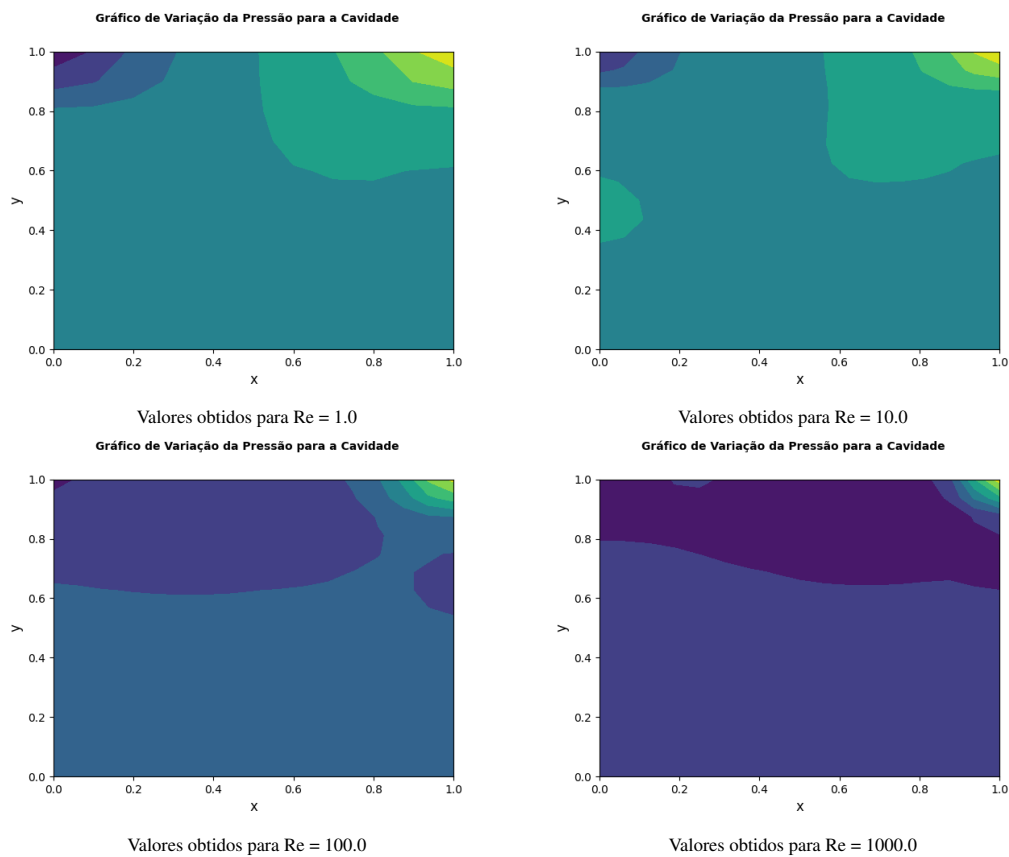 Gráfico de Variação da Pressão para a Cavidade
1.0
0.8
0.6
0.4
0.2
0.0
y
0.0 0.2 0.4 0.6 0.8 1.0
x
Valores obtidos para Re = 1.0
Gráfico de Variação da Pressão para a Cavidade
1.0
0.8
0.6
0.4
0.2
0.0
y
0.0 0.2 0.4 0.6 0.8 1.0
x
Valores obtidos para Re = 10.0
Gráfico de Variação da Pressão para a Cavidade
1.0
0.8
0.6
0.4
0.2
0.0
y
0.0 0.2 0.4 0.6 0.8 1.0
x
Valores obtidos para Re = 100.0
Gráfico de Variação da Pressão para a Cavidade
1.0
0.8
0.6
0.4
0.2
0.0
y
0.0 0.2 0.4 0.6 0.8 1.0
x
Valores obtidos para Re = 1000.0